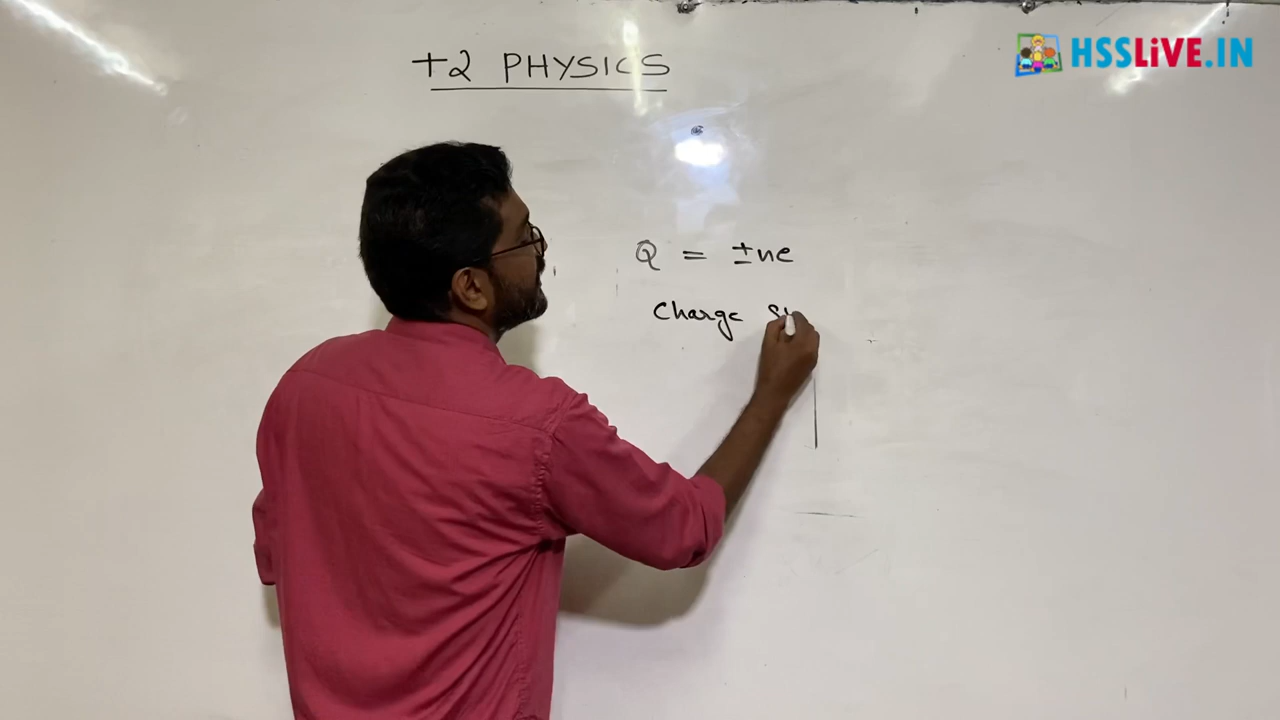 +2 PHYSICS
HSSLiVE.IN
Q = ±ne
Charge